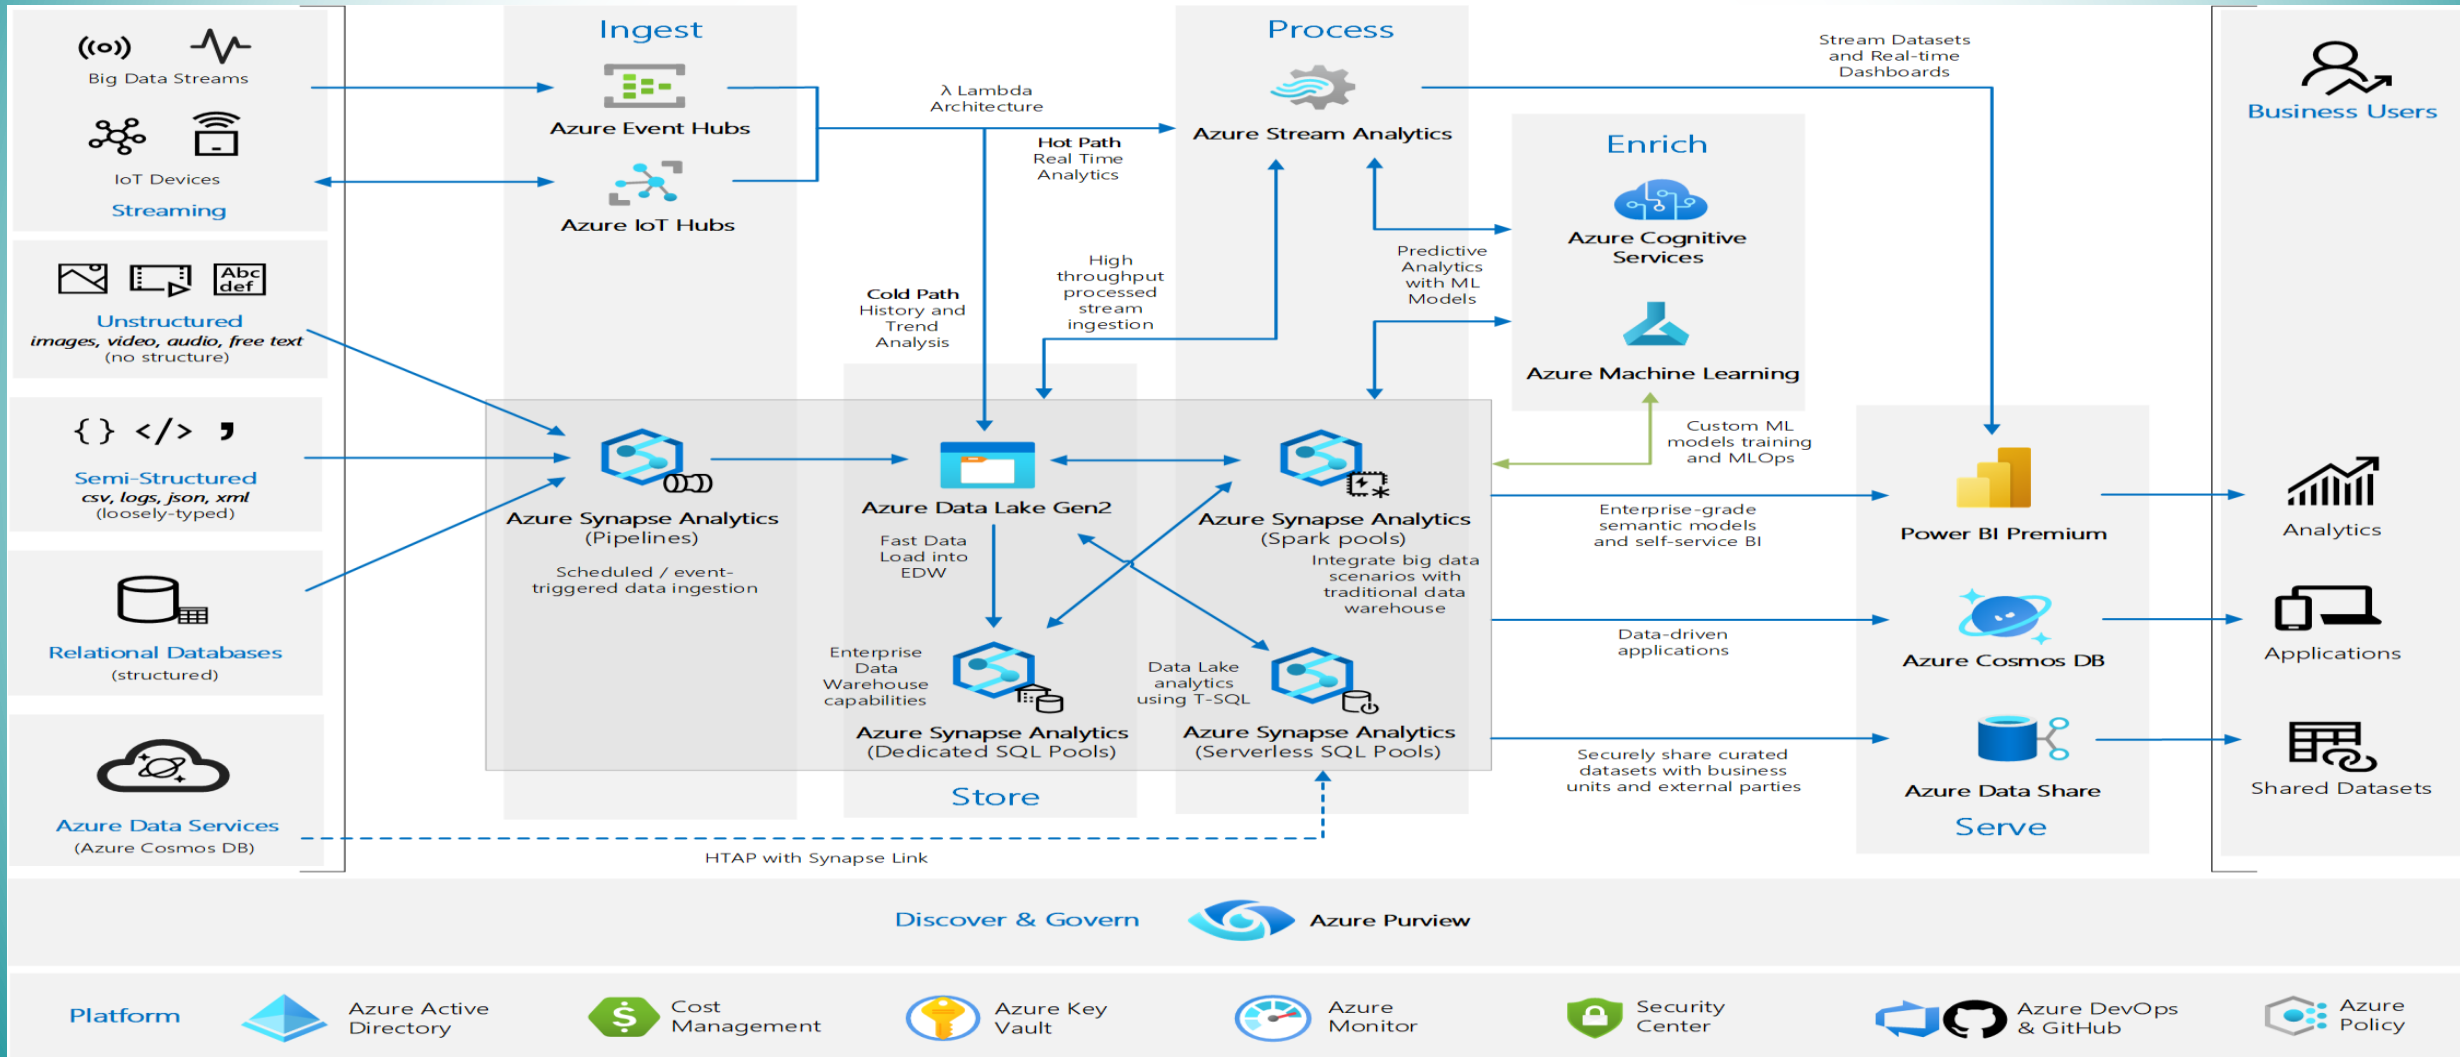 Big Data Streams
IoT Devices
Streaming
Abc
def
Unstructured
images, video, audio, free text
(no structure)
{ } </> ,
Semi-Structured
csv, logs, json, xml
(loosely-typed)
Relational Databases
(structured)
Azure Data Services
(Azure Cosmos DB)
Ingest
Azure Event Hubs
Azure IoT Hubs
Azure Synapse Analytics
(Pipelines)
Scheduled / event-
triggered data ingestion
λ Lambda
Architecture
Hot Path
Real Time
Analytics
Cold Path
History and
Trend
Analysis
High
throughput
processed
stream
ingestion
Azure Data Lake Gen2
Fast Data
Load into
EDW
Enterprise
Data
Warehouse
capabilities
Azure Synapse Analytics
(Dedicated SQL Pools)
Store
HTAP with Synapse Link
Process
Azure Stream Analytics
Predictive
Analytics
with ML
Models
Azure Synapse Analytics
(Spark pools)
Integrate big data
scenarios with
traditional data
warehouse
Data Lake
analytics
using T-SQL
Azure Synapse Analytics
(Serverless SQL Pools)
Enrich
Azure Cognitive
Services
Azure Machine Learning
Custom ML
models training
and MLOps
Stream Datasets
and Real-time
Dashboards
Enterprise-grade
semantic models
and self-service BI
Data-driven
applications
Securely share curated
datasets with business
units and external parties
Power BI Premium
Azure Cosmos DB
Azure Data Share
Serve
Business Users
Analytics
Applications
Shared Datasets
Discover & Govern
Azure Purview
Platform
Azure Active
Directory
$
Cost
Management
Azure Key
Vault
Azure
Monitor
Security
Center
Azure DevOps
& GitHub
Azure
Policy